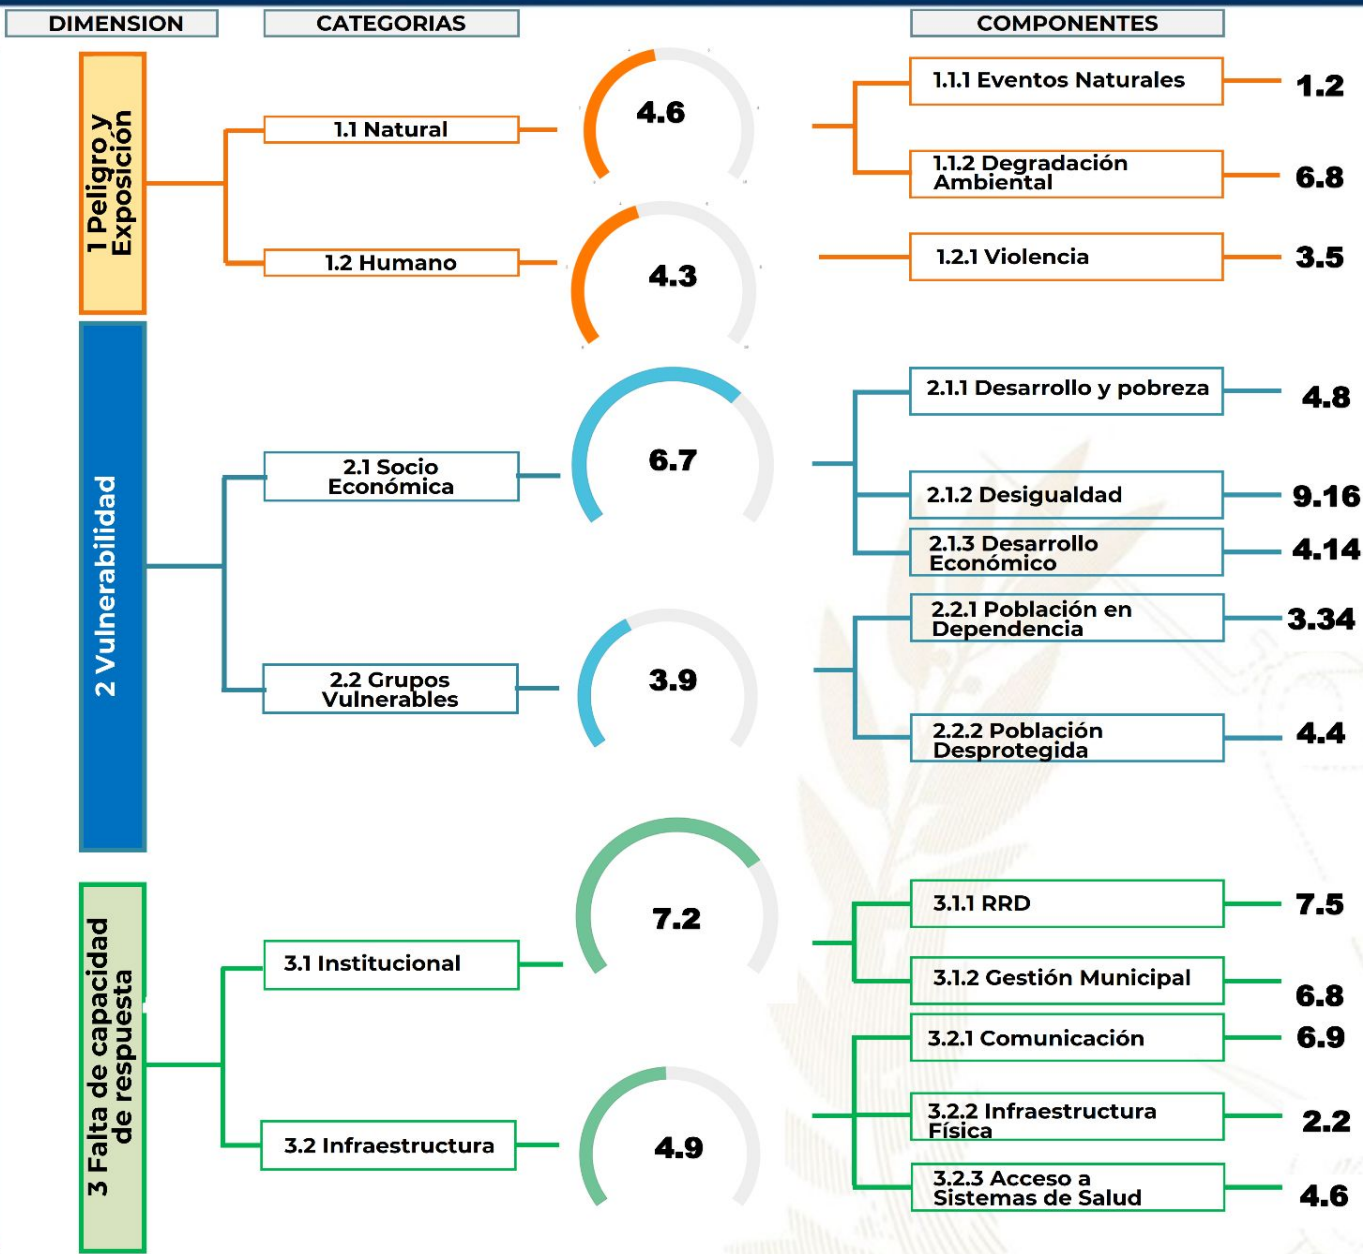 DIMENSION
CATEGORIAS
COMPONENTES
1 Peligro y
Exposición
1.1 Natural
4.6
1.1.1 Eventos Naturales
1.2
1.1.2 Degradación
Ambiental
6.8
1.2 Humano
4.3
1.2.1 Violencia
3.5
2 Vulnerabilidad
2.1 Socio
Económica
6.7
2.1.1 Desarrollo y pobreza
4.8
2.1.2 Desigualdad
9.16
2.1.3 Desarrollo
Económico
4.14
2.2 Grupos
Vulnerables
3.9
2.2.1 Población en
Dependencia
3.34
2.2.2 Población
Desprotegida
4.4
3 Falta de capacidad
de respuesta
3.1 Institucional
7.2
3.1.1 RRD
7.5
3.1.2 Gestión Municipal
6.8
3.2 Infraestructura
4.9
3.2.1 Comunicación
6.9
3.2.2 Infraestructura
Física
2.2
3.2.3 Acceso a
Sistemas de Salud
4.6